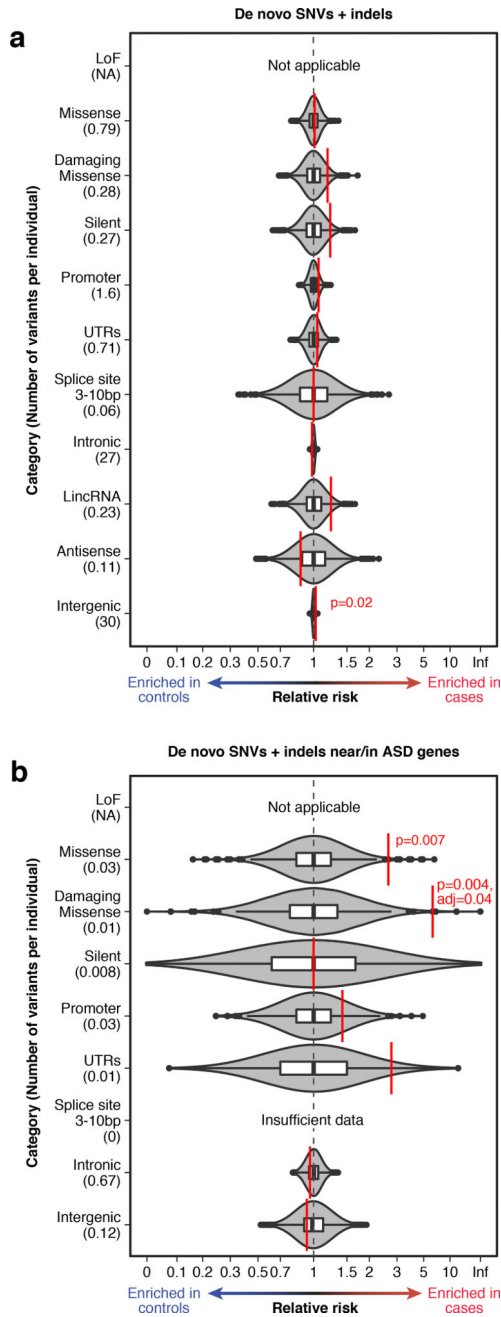 a
De novo SNVs + indels
Category (Number of variants per individual)
LoF
(NA)
Not applicable
Missense
(0.79)
Damaging
Missense
(0.28)
Silent
(0.27)
Promoter
(1.6)
UTRs
(0.71)
Splice site
3-10bp
(0.06)
Intronic
(27)
LincRNA
(0.23)
Antisense
(0.11)
Intergenic
(30)
p=0.02
0 0.1 0.2 0.3 0.5 0.7 1 1.5 2 3 5 10 Inf
Enriched in
controls
Relative risk
Enriched in
cases
b
De novo SNVs + indels near/in ASD genes
Category (Number of variants per individual)
LoF
(NA)
Not applicable
Missense
(0.03)
p=0.007
Damaging
Missense
(0.01)
p=0.004,
adj=0.04
Silent
(0.008)
Promoter
(0.03)
UTRs
(0.01)
Splice site
3-10bp
(0)
Insufficient data
Intronic
(0.67)
Intergenic
(0.12)
0 0.1 0.2 0.3 0.5 0.7 1 1.5 2 3 5 10 Inf
Enriched in
controls
Relative risk
Enriched in
cases